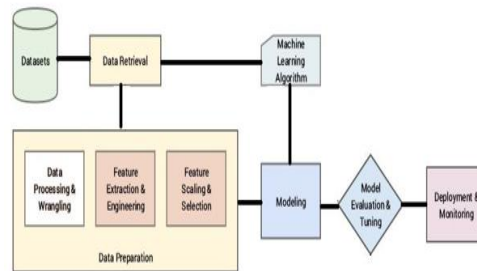 Datasets
Data Retrieval
Machine
Learning
Algorithm
Data
Processing &
Wrangling
Feature
Extraction &
Engineering
Feature
Scaling &
Selection
Data Preparation
Modeling
Model
Evaluation &
Tuning
Deployment &
Monitoring